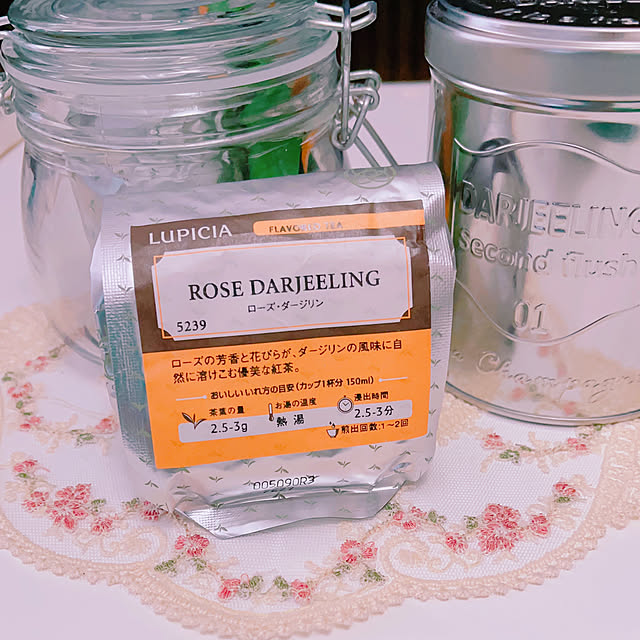 LUPICIA
FLAVORED TEA
ROSE DARJEELING
ローズ・ダージリン
5239
ローズの芳香と花びらが、ダージリンの風味に自
然に溶けこむ優美な紅茶。
おいしいいれ方の目安(カップ1杯分 150ml)
茶葉の量
お湯の温度
浸出時間
2.5-3g
熱湯
2.5-3分
煎出回数:1~2回
005090R3
DARJEELING
second flush
01
Champagne